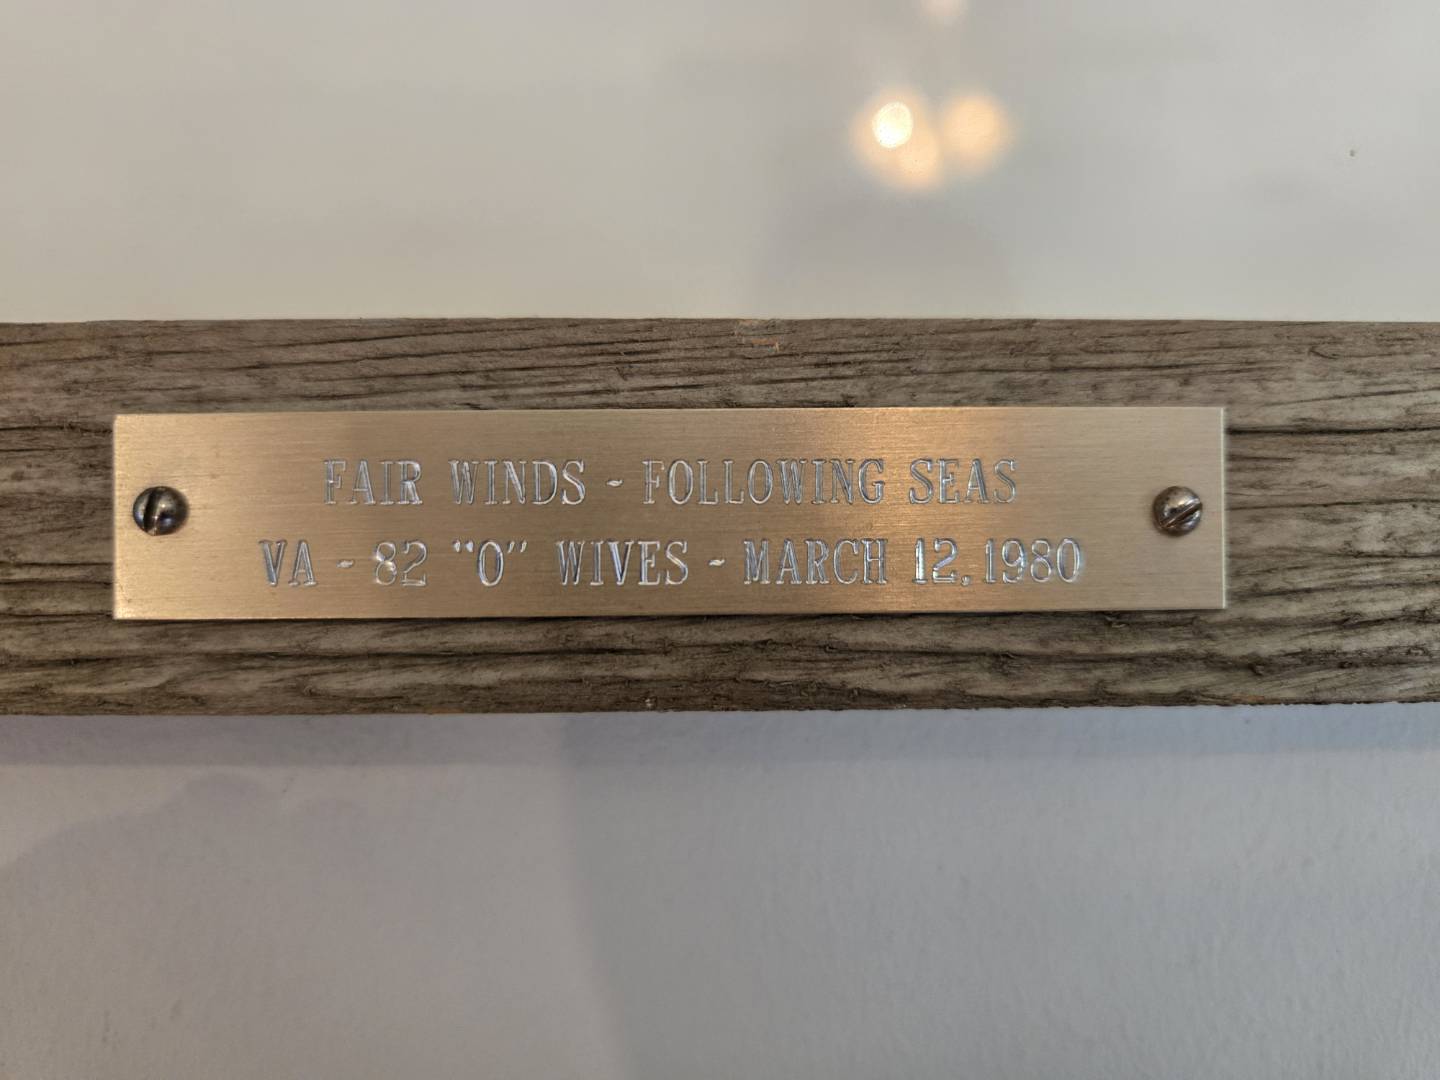 FAIR WINDS - FOLLOWING SEAS
VA - 82 "O" WIVES - MARCH 12, 1980